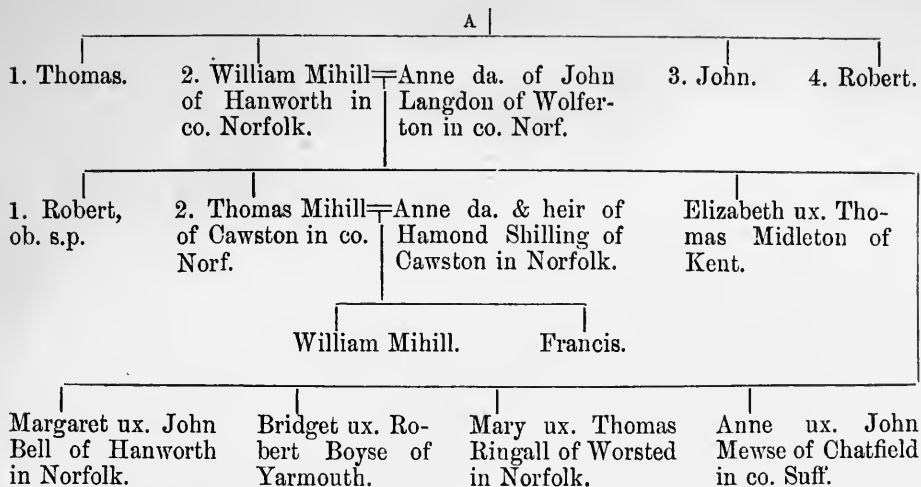 A
1. Thomas.
2. William Mihill
of Hanworth in
co. Norfolk.
Anne da. of John
Langdon of Wolfer-
ton in co. Norf.
3. John.
4. Robert.
1. Robert,
ob. s.p.
2. Thomas Mihill
of Cawston in co.
Norf.
Anne da. & heir of
Hamond Shilling of
Cawston in Norfolk.
Elizabeth ux. Tho-
mas Midleton of
Kent.
William Mihill.
Francis.
Margaret ux. John
Bell of Hanworth
in Norfolk.
Bridget ux. Ro-
bert Boyse of
Yarmouth.
Mary ux. Thomas
Ringall of Worsted
in Norfolk.
Anne ux. John
Mewse of Chatfield
in co. Suff.